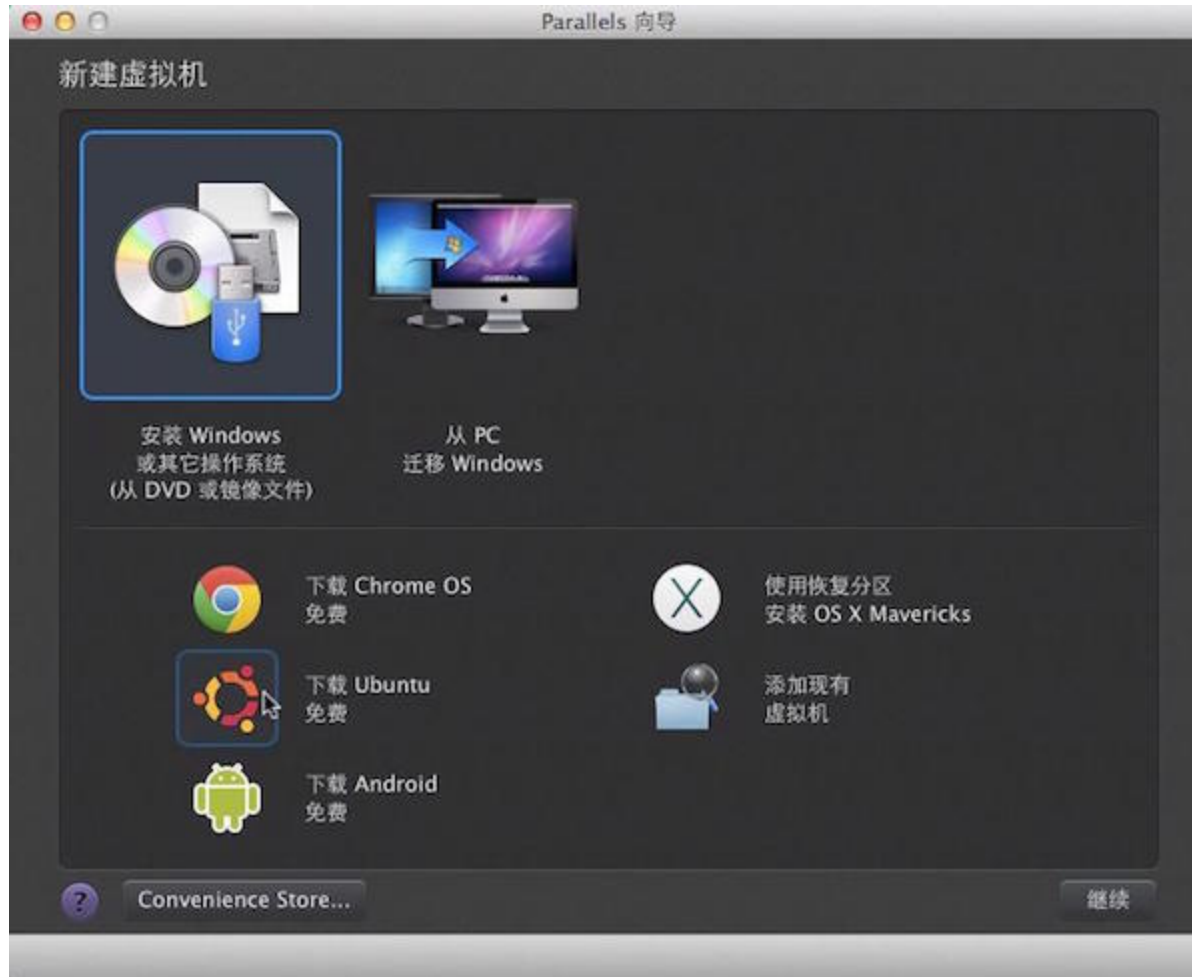 Parallels 向导
新建虚拟机
安装 Windows
或其它操作系统
(从 DVD 或镜像文件)
从 PC
迁移 Windows
下载 Chrome OS
免费
使用恢复分区
安装 OS X Mavericks
下载 Ubuntu
免费
添加现有
虚拟机
下载 Android
免费
?
Convenience Store...
继续